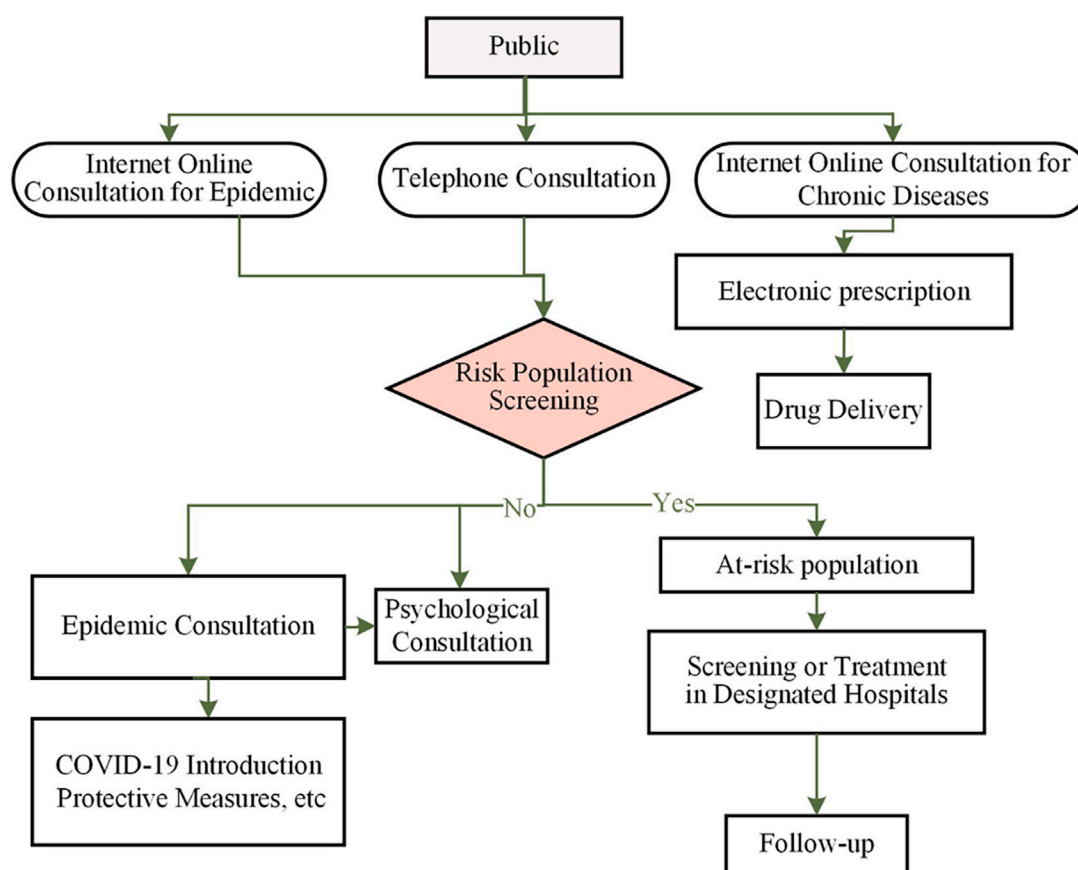 Public
Internet Online
Consultation for Epidemic
Telephone Consultation
Internet Online Consultation for
Chronic Diseases
Electronic prescription
Risk Population
Screening
Drug Delivery
No
Yes
At-risk population
Epidemic Consultation
Psychological
Consultation
Screening or Treatment
in Designated Hospitals
COVID-19 Introduction
Protective Measures, etc
Follow-up